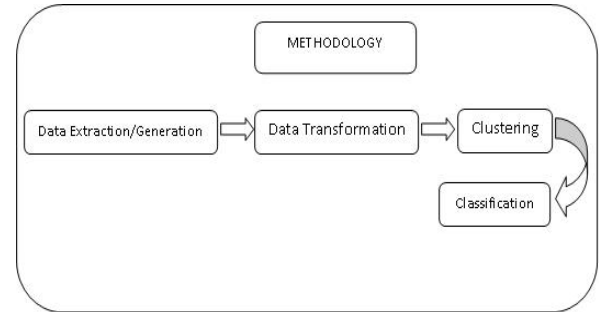 METHODOLOGY
Data Extraction/Generation
Data Transformation
Clustering
Classification